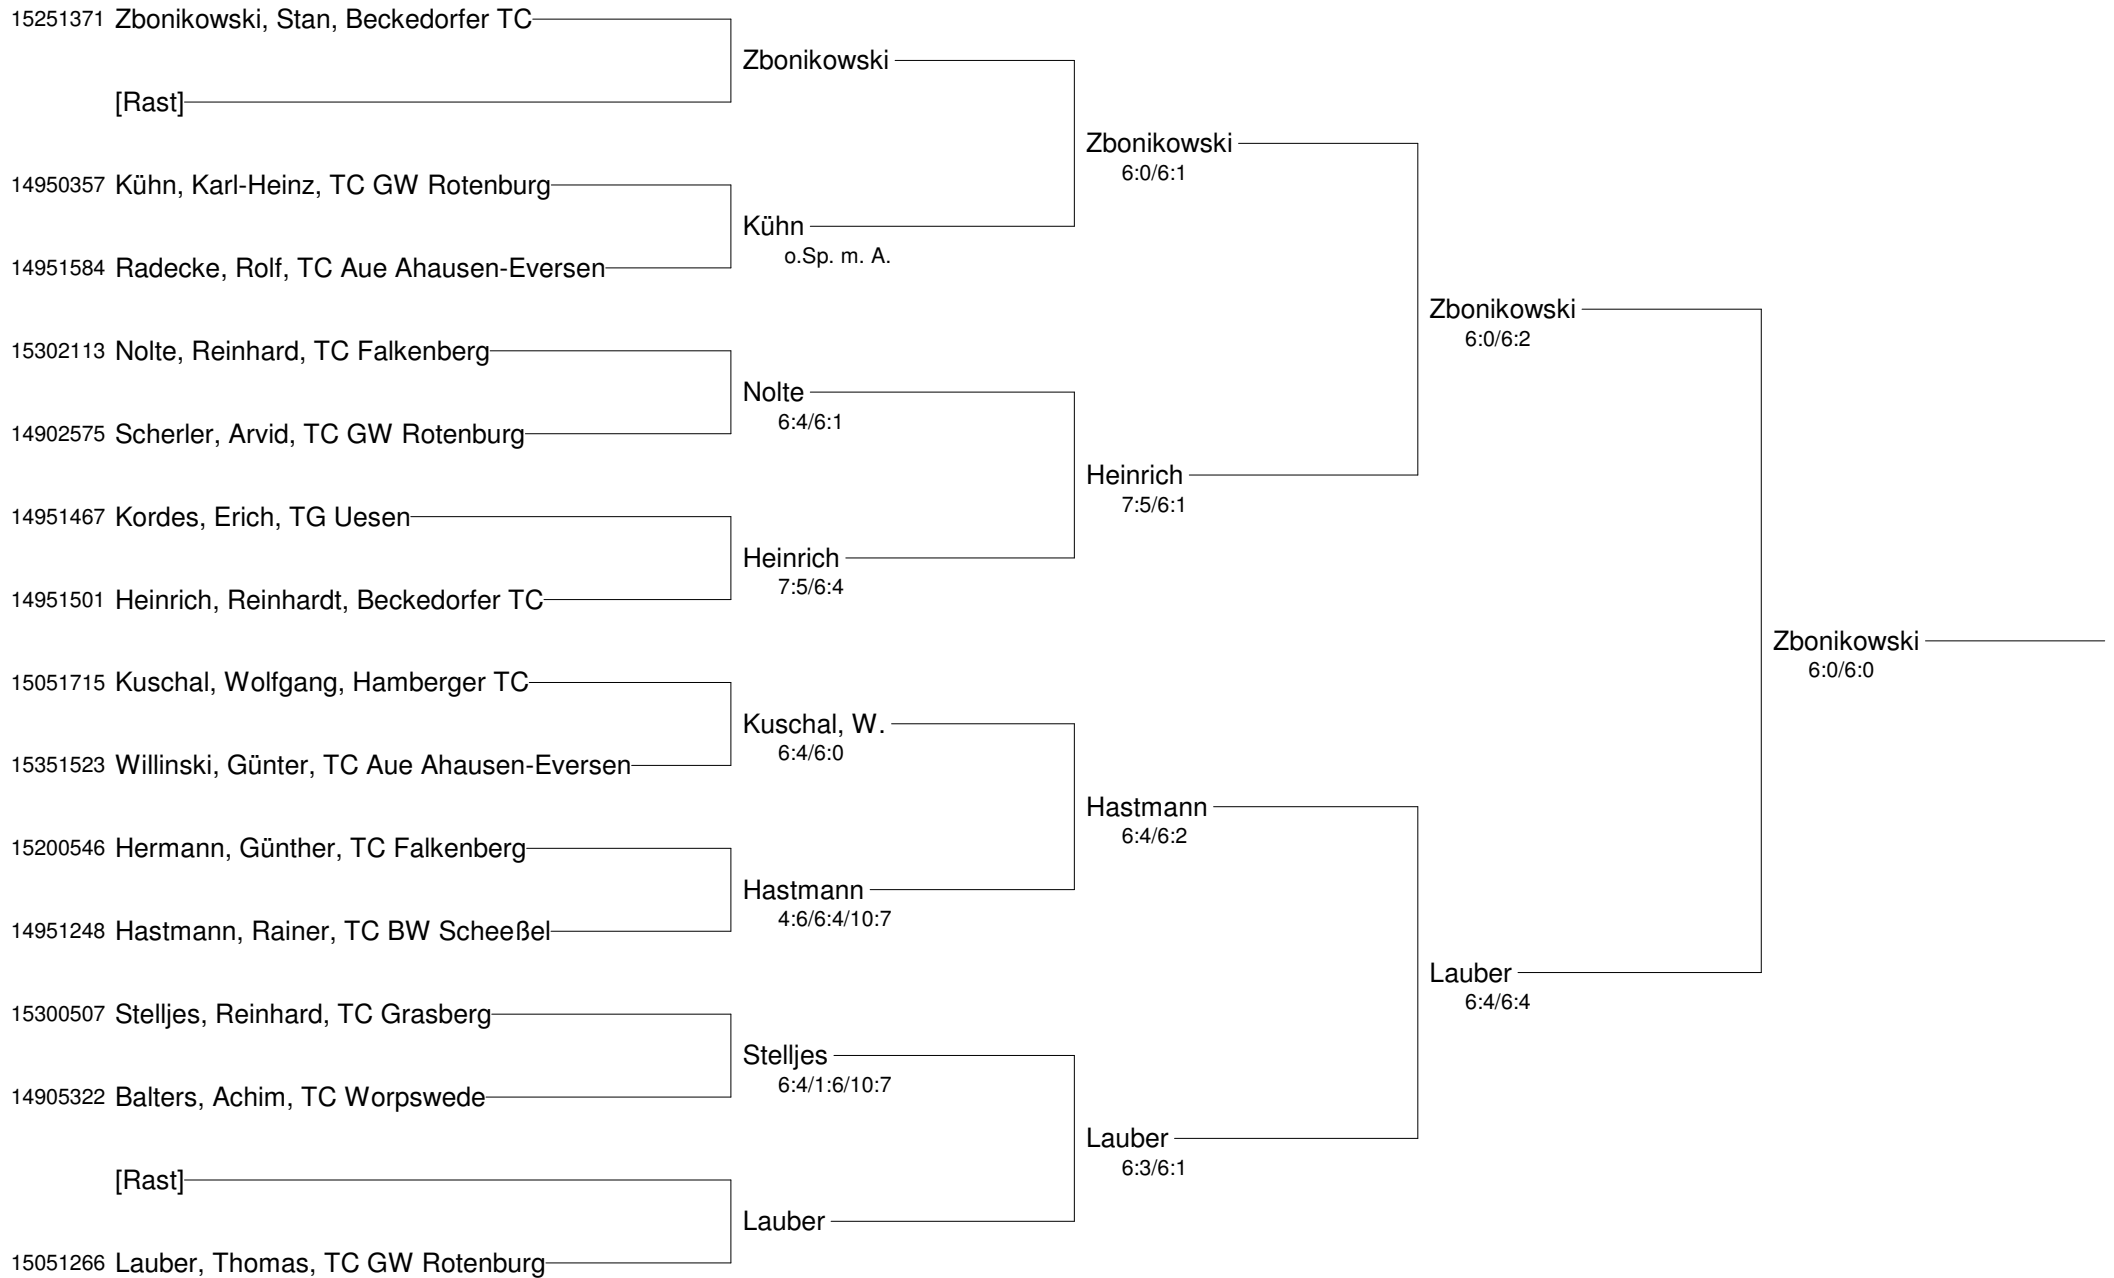 15251371 Zbonikowski, Stan, Beckedorfer TC
Zbonikowski
[Rast]
Zbonikowski
6:0/6:1
14950357 Kühn, Karl-Heinz, TC GW Rotenburg
Kühn
o.Sp. m. A.
14951584 Radecke, Rolf, TC Aue Ahausen-Eversen
Zbonikowski
6:0/6:2
15302113 Nolte, Reinhard, TC Falkenberg
Nolte
6:4/6:1
14902575 Scherler, Arvid, TC GW Rotenburg
Heinrich
7:5/6:1
14951467 Kordes, Erich, TG Uesen
Heinrich
7:5/6:4
14951501 Heinrich, Reinhardt, Beckedorfer TC
Zbonikowski
6:0/6:0
15051715 Kuschal, Wolfgang, Hamberger TC
Kuschal, W.
6:4/6:0
15351523 Willinski, Günter, TC Aue Ahausen-Eversen
Hastmann
6:4/6:2
15200546 Hermann, Günther, TC Falkenberg
Hastmann
4:6/6:4/10:7
14951248 Hastmann, Rainer, TC BW Scheeßel
Lauber
6:4/6:4
15300507 Stelljes, Reinhard, TC Grasberg
Stelljes
6:4/1:6/10:7
14905322 Balters, Achim, TC Worpswede
Lauber
6:3/6:1
[Rast]
Lauber
15051266 Lauber, Thomas, TC GW Rotenburg